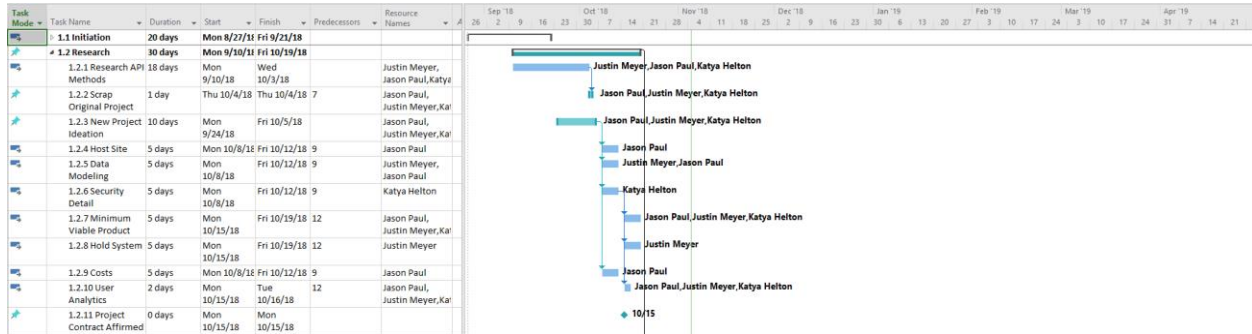 Task Mode Task Name Duration Start Finish Predecessors Resource Names
Sep '18 Oct '18 Nov '18 Dec '18 Jan '19 Feb '19 Mar '19 Apr '19
26 2 9 16 23 30 7 14 21 28 4 11 18 25 2 9 16 23 30 6 13 20 27 3 10 17 24 3 10 17 24 31 7 14 21
1.1 Initiation 20 days Mon 8/27/18 Fri 9/21/18
1.2 Research 30 days Mon 9/10/18 Fri 10/19/18
1.2.1 Research API 18 days Mon Wed Justin Meyer, Justin Meyer,Jason Paul,Katya Helton
Methods 9/10/18 10/3/18 Jason Paul,Katya
1.2.2 Scrap 1 day Thu 10/4/18 Thu 10/4/18 7 Jason Paul, Jason Paul,Justin Meyer,Katya Helton
Original Project Justin Meyer,Kat
1.2.3 New Project 10 days Mon Fri 10/5/18 Jason Paul, Jason Paul,Justin Meyer,Katya Helton
Ideation 9/24/18 Justin Meyer,Kat
1.2.4 Host Site 5 days Mon 10/8/18 Fri 10/12/18 9 Jason Paul Jason Paul
1.2.5 Data 5 days Mon Fri 10/12/18 9 Justin Meyer, Justin Meyer,Jason Paul
Modeling 10/8/18 Jason Paul
1.2.6 Security 5 days Mon Fri 10/12/18 9 Katya Helton Katya Helton
Detail 10/8/18
1.2.7 Minimum 5 days Mon Fri 10/19/18 12 Jason Paul, Jason Paul,Justin Meyer,Katya Helton
Viable Product 10/15/18 Justin Meyer,Kat
1.2.8 Hold System 5 days Mon Fri 10/19/18 12 Justin Meyer Justin Meyer
10/15/18
1.2.9 Costs 5 days Mon 10/8/18 Fri 10/12/18 9 Jason Paul Jason Paul
1.2.10 User 2 days Mon Tue 12 Jason Paul, Jason Paul,Justin Meyer,Katya Helton
Analytics 10/15/18 10/16/18 Justin Meyer,Kat
1.2.11 Project 0 days Mon Mon 10/15
Contract Affirmed 10/15/18 10/15/18